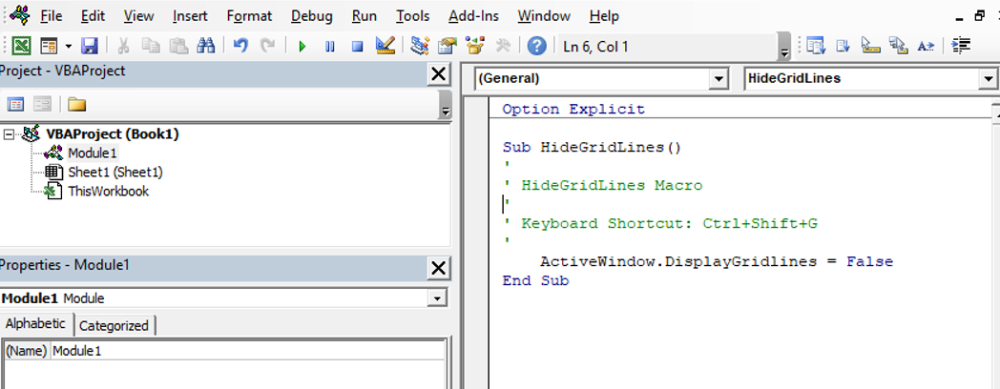 File Edit View Insert Format Debug Run Tools Add-Ins Window Help
Ln 6, Col 1
Project - VBAProject
VBAProject (Book1)
Module1
Sheet1 (Sheet1)
ThisWorkbook
Properties - Module1
Module1 Module
Alphabetic Categorized
(Name) Module1
(General) HideGridLines
Option Explicit
Sub HideGridLines()
'
' HideGridLines Macro
'
' Keyboard Shortcut: Ctrl+Shift+G
'
ActiveWindow.DisplayGridlines = False
End Sub